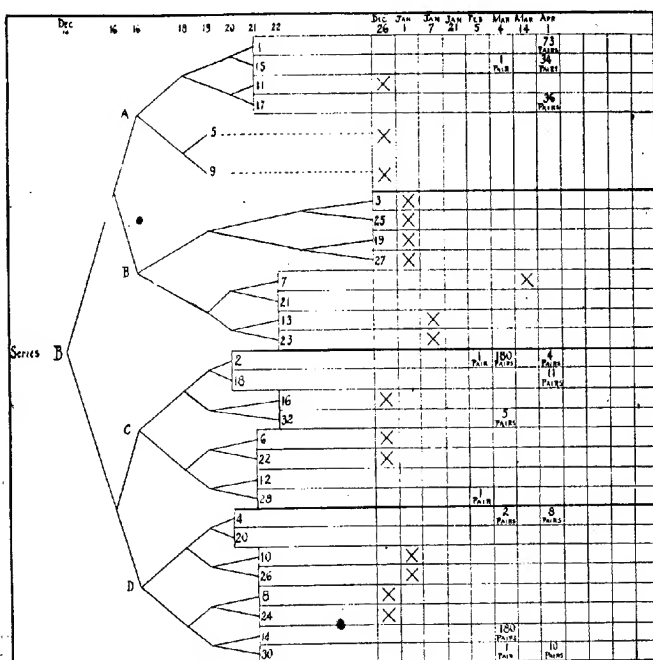 Dec 16 16 16 18 19 20 21 22 Dec 26 Jan 1 Jan 7 Jan 21 Feb 5 Mar 4 Mar 14 Apr 1
1 73 Pairs
15 1 Pair 34 Pairs
11 X
17 36 Pairs
A
5 X
9 X
3 X
25 X
19 X
27 X
B
7 X
21
13 X
23 X
Series B
2 1 Pair 180 Pairs 4 Pairs
18 11 Pairs
16 X
32 5 Pairs
C
6 X
22 X
12
28 1 Pair
4 2 Pairs 8 Pairs
20
10 X
26 X
D
8 X
24 X
14 180 Pairs
30 1 Pair 10 Pairs